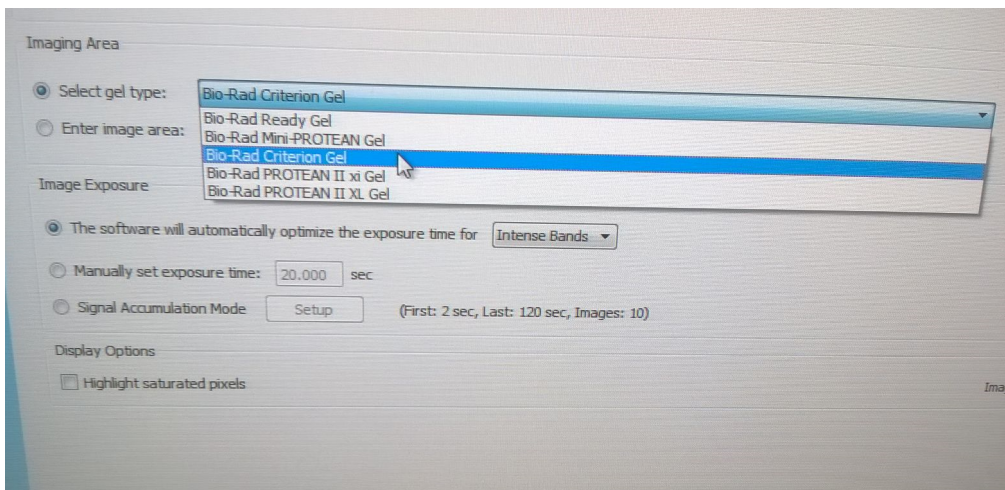 Imaging Area
Select gel type:
Bio-Rad Criterion Gel
Bio-Rad Ready Gel
Bio-Rad Mini-PROTEAN Gel
Bio-Rad Criterion Gel
Bio-Rad PROTEAN II xi Gel
Bio-Rad PROTEAN II XL Gel
Enter image area:
Image Exposure
The software will automatically optimize the exposure time for Intense Bands
Manually set exposure time: 20.000 sec
Signal Accumulation Mode Setup (First: 2 sec, Last: 120 sec, Images: 10)
Display Options
Highlight saturated pixels